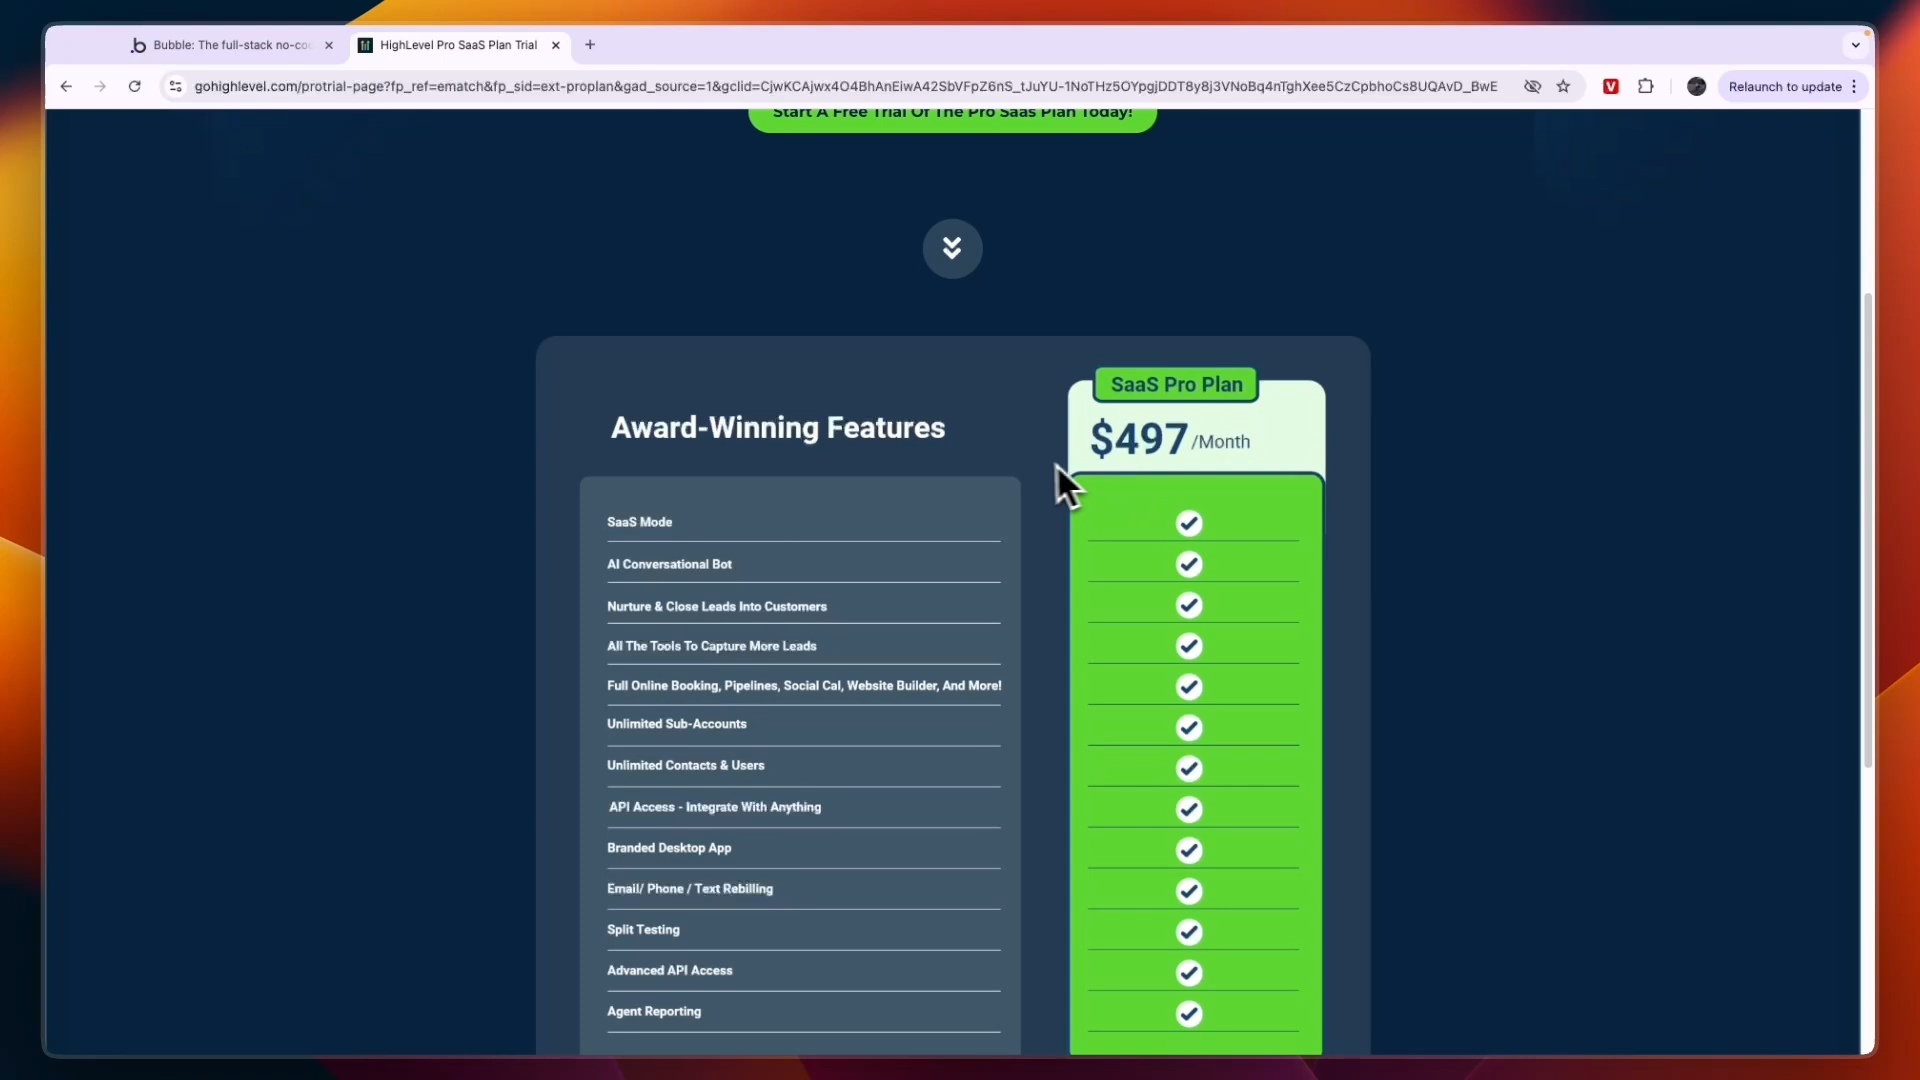 Bubble: The full-stack no-co
HighLevel Pro SaaS Plan Trial
gohighlevel.com/protrial-page?fp_ref=ematch&fp_sid=ext-proplan&gad_source=1&gclid=CjwKCAjwx4O4BhAnEiwA42SbVFpZ6nS_tJuYU-1NoTHz5OYpgjDDT8y8j3VNoBq4nTghXee5CzCpbhoCs8UQAvD_BwE
Relaunch to update
Start A Free Trial Of The Pro Saas Plan Today!
SaaS Pro Plan
Award-Winning Features
$497 /Month
SaaS Mode
AI Conversational Bot
Nurture & Close Leads Into Customers
All The Tools To Capture More Leads
Full Online Booking, Pipelines, Social Cal, Website Builder, And More!
Unlimited Sub-Accounts
Unlimited Contacts & Users
API Access - Integrate With Anything
Branded Desktop App
Email/ Phone / Text Rebilling
Split Testing
Advanced API Access
Agent Reporting